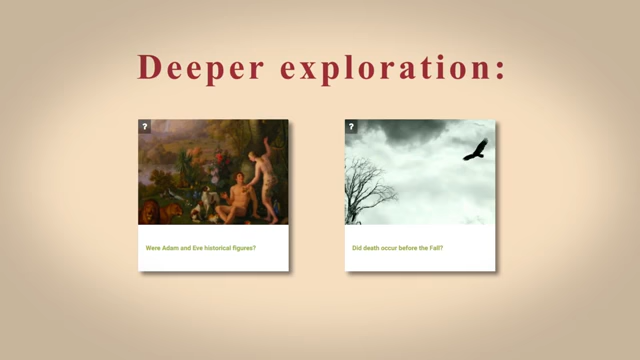 Deeper exploration:
?
?
Were Adam and Eve historical figures?
Did death occur before the Fall?